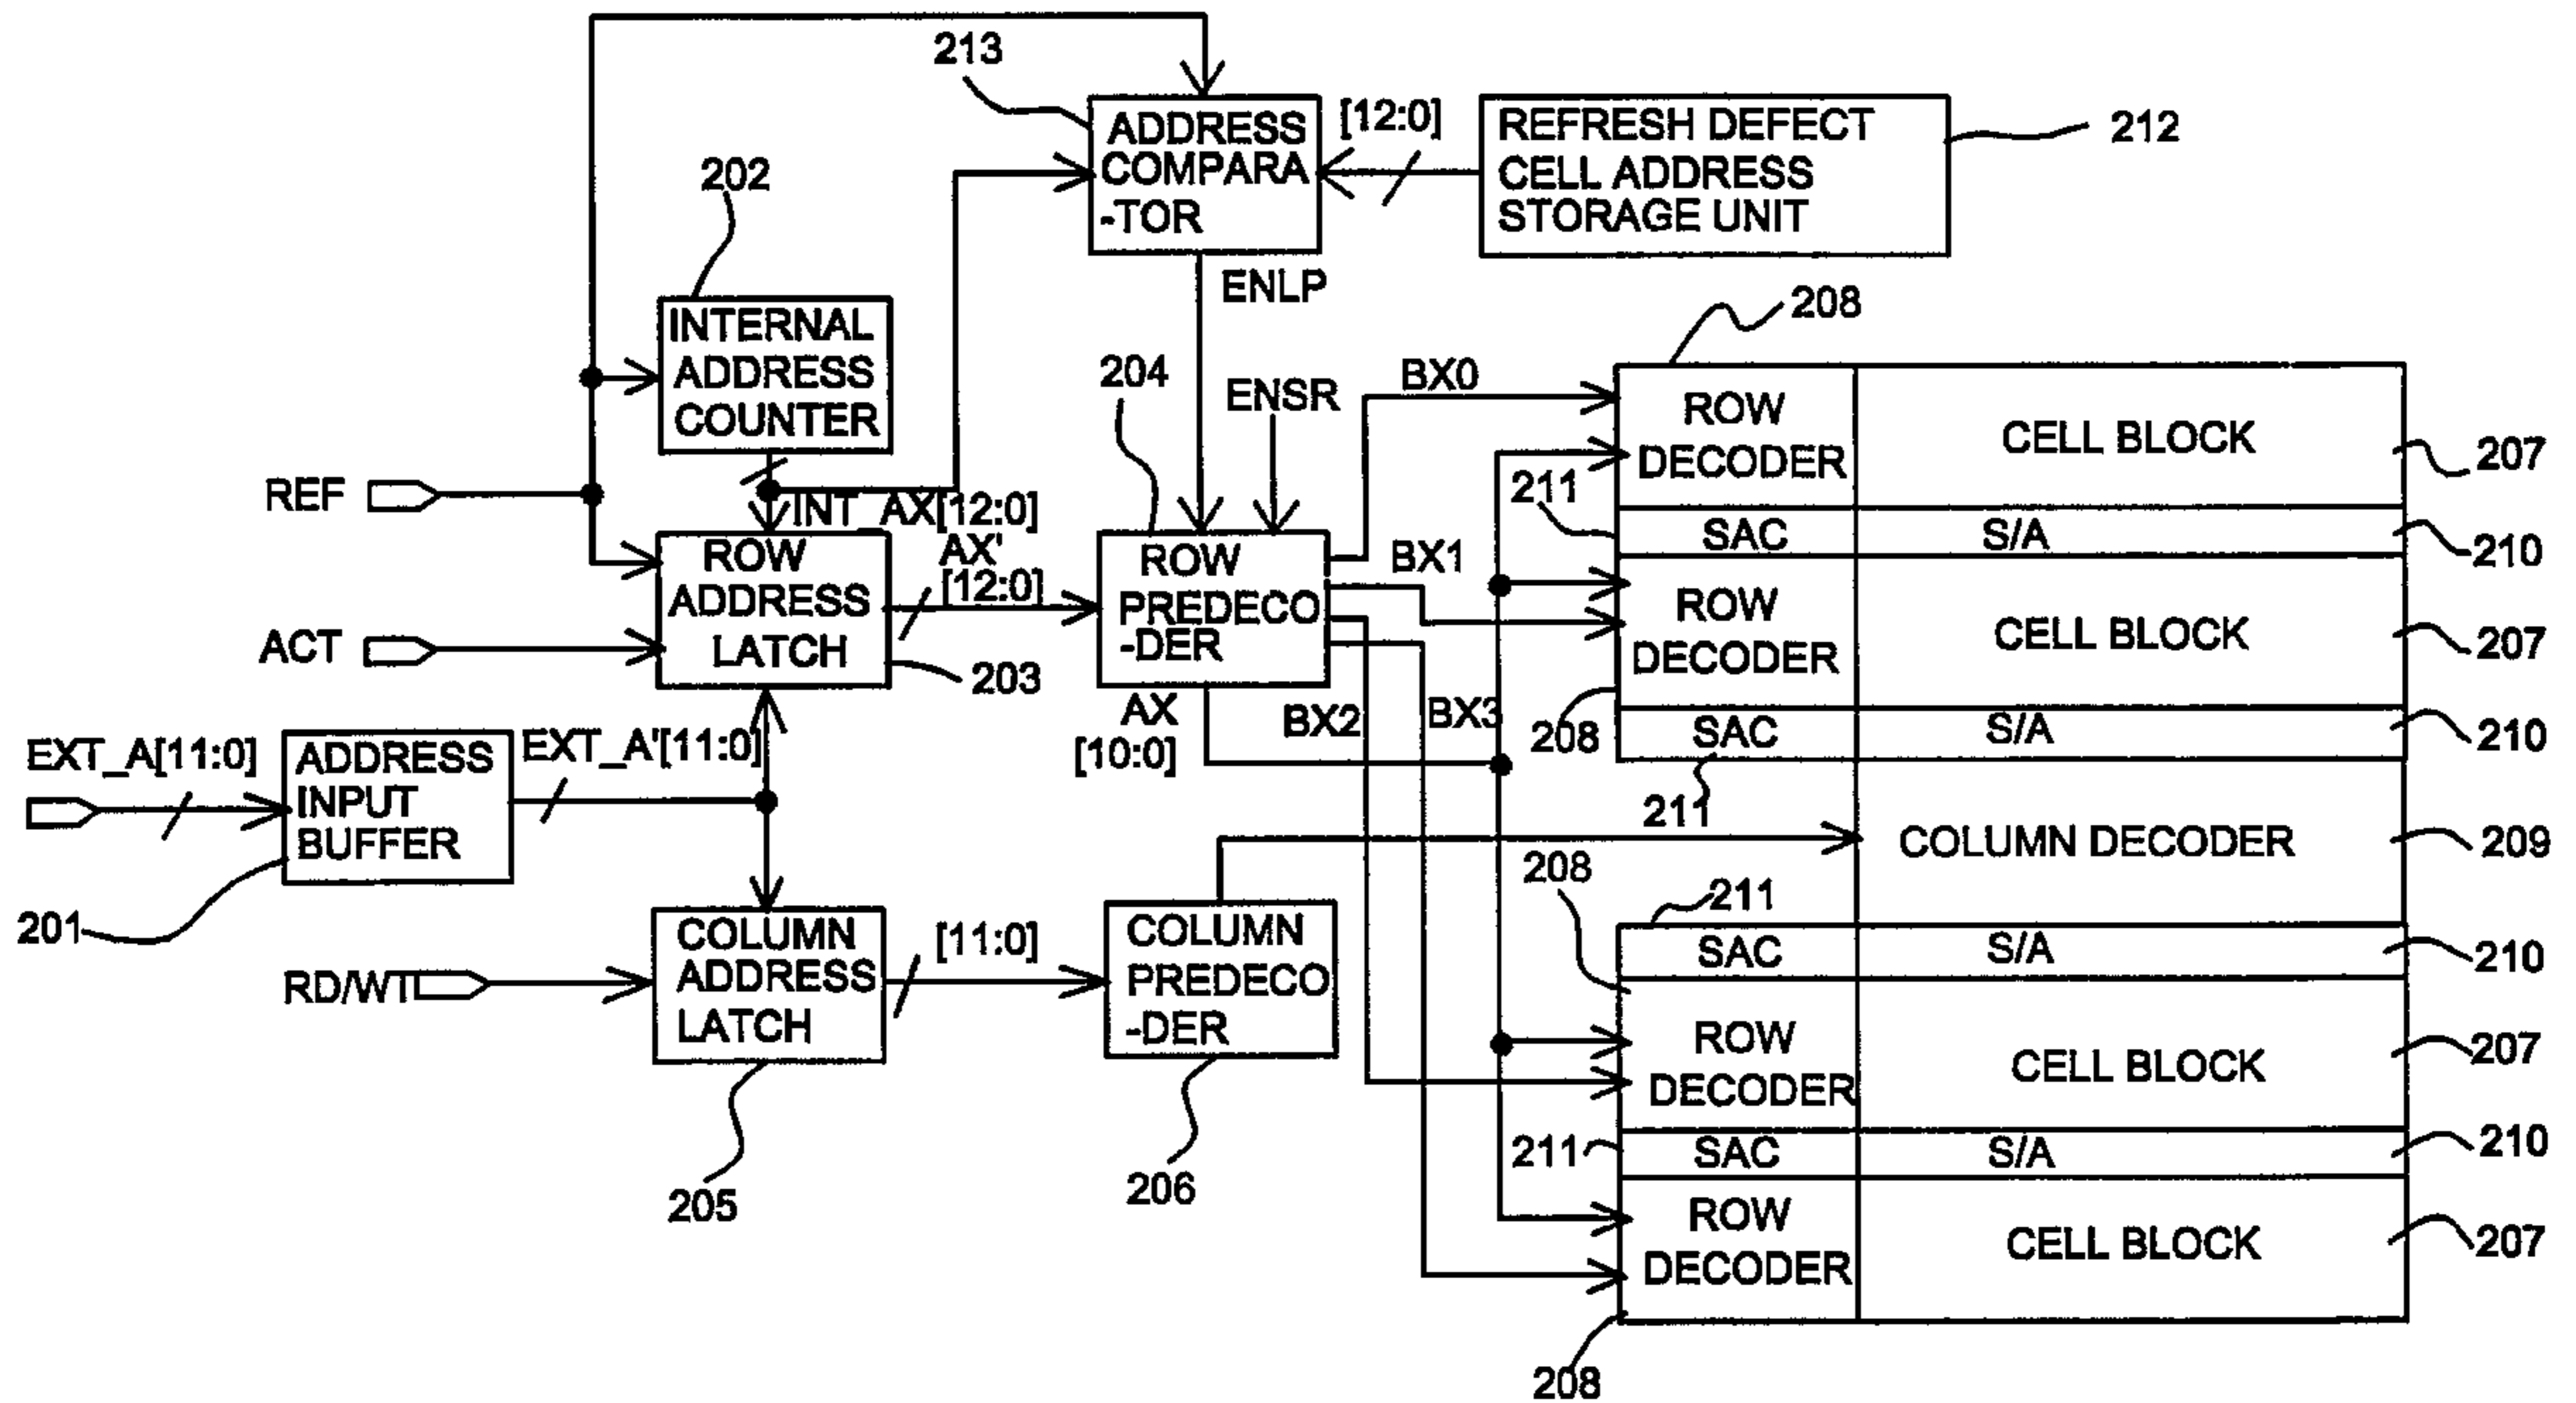 213
ADDRESS
COMPARA
-TOR
[12:0]
REFRESH DEFECT
CELL ADDRESS
STORAGE UNIT
212
202
INTERNAL
ADDRESS
COUNTER
ENLP
204
ENSR
BX0
208
ROW
DECODER
CELL BLOCK
207
REF
INT_AX[12:0]
211
SAC
S/A
210
ROW
ADDRESS
LATCH
203
AX'
[12:0]
ROW
PREDECO
-DER
BX1
ROW
DECODER
CELL BLOCK
207
ACT
AX
[10:0]
BX2
BX3
208
SAC
S/A
210
211
EXT_A[11:0]
ADDRESS
INPUT
BUFFER
201
EXT_A'[11:0]
COLUMN DECODER
209
208
211
SAC
S/A
210
RD/WT
COLUMN
ADDRESS
LATCH
205
[11:0]
COLUMN
PREDECO
-DER
206
ROW
DECODER
CELL BLOCK
207
211
SAC
S/A
210
ROW
DECODER
CELL BLOCK
207
208